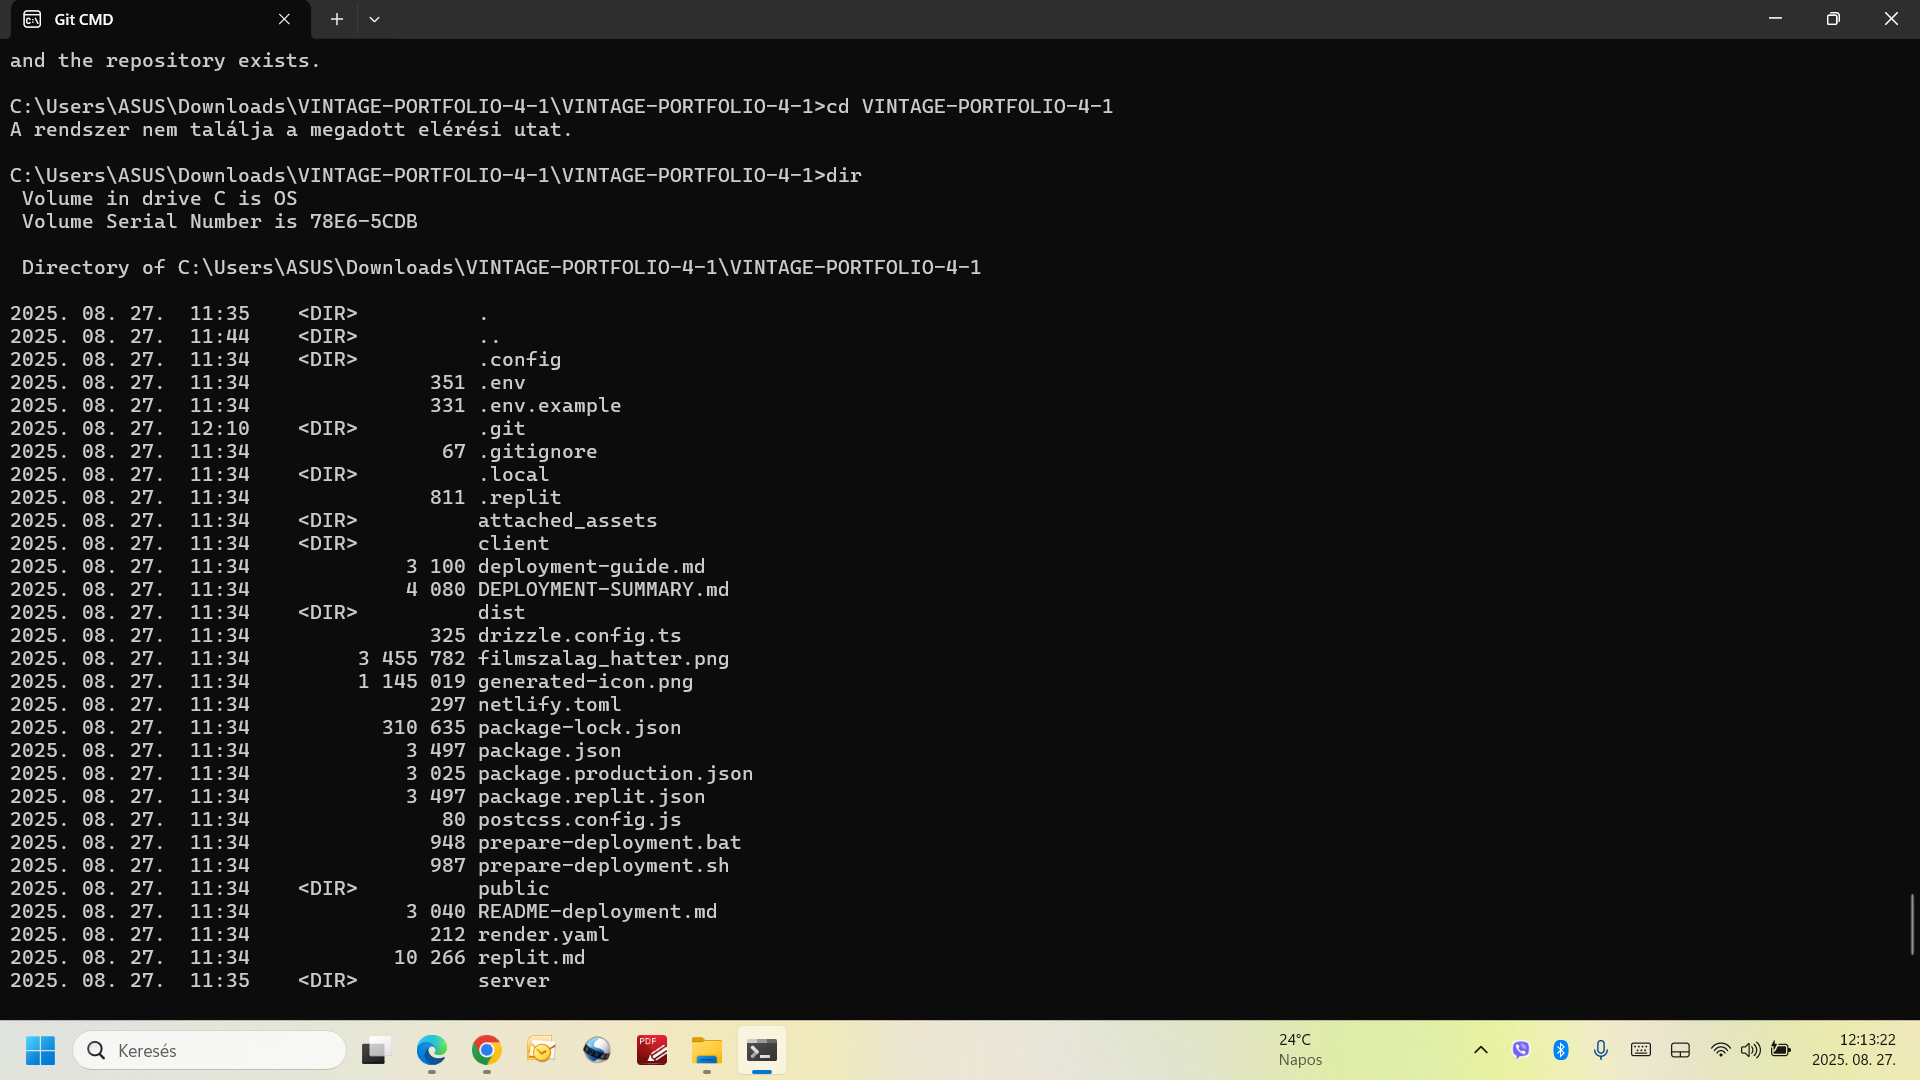 Git CMD
and the repository exists.
C:\Users\ASUS\Downloads\VINTAGE-PORTFOLIO-4-1\VINTAGE-PORTFOLIO-4-1>cd VINTAGE-PORTFOLIO-4-1
A rendszer nem találja a megadott elérési utat.
C:\Users\ASUS\Downloads\VINTAGE-PORTFOLIO-4-1\VINTAGE-PORTFOLIO-4-1>dir
Volume in drive C is OS
Volume Serial Number is 78E6-5CDB
Directory of C:\Users\ASUS\Downloads\VINTAGE-PORTFOLIO-4-1\VINTAGE-PORTFOLIO-4-1
2025. 08. 27.  11:35    <DIR>          .
2025. 08. 27.  11:44    <DIR>          ..
2025. 08. 27.  11:34    <DIR>          .config
2025. 08. 27.  11:34               351 .env
2025. 08. 27.  11:34               331 .env.example
2025. 08. 27.  12:10    <DIR>          .git
2025. 08. 27.  11:34                67 .gitignore
2025. 08. 27.  11:34    <DIR>          .local
2025. 08. 27.  11:34               811 .replit
2025. 08. 27.  11:34    <DIR>          attached_assets
2025. 08. 27.  11:34    <DIR>          client
2025. 08. 27.  11:34             3 100 deployment-guide.md
2025. 08. 27.  11:34             4 080 DEPLOYMENT-SUMMARY.md
2025. 08. 27.  11:34    <DIR>          dist
2025. 08. 27.  11:34               325 drizzle.config.ts
2025. 08. 27.  11:34         3 455 782 filmszalag_hatter.png
2025. 08. 27.  11:34         1 145 019 generated-icon.png
2025. 08. 27.  11:34               297 netlify.toml
2025. 08. 27.  11:34           310 635 package-lock.json
2025. 08. 27.  11:34             3 497 package.json
2025. 08. 27.  11:34             3 025 package.production.json
2025. 08. 27.  11:34             3 497 package.replit.json
2025. 08. 27.  11:34                80 postcss.config.js
2025. 08. 27.  11:34               948 prepare-deployment.bat
2025. 08. 27.  11:34               987 prepare-deployment.sh
2025. 08. 27.  11:34    <DIR>          public
2025. 08. 27.  11:34             3 040 README-deployment.md
2025. 08. 27.  11:34               212 render.yaml
2025. 08. 27.  11:34            10 266 replit.md
2025. 08. 27.  11:35    <DIR>          server
Keresés
PDF
24°C
Napos
12:13:22
2025. 08. 27.